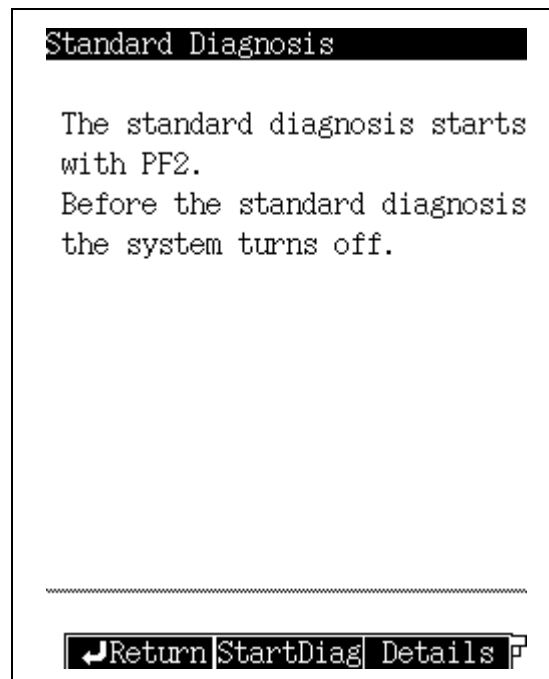 Standard Diagnosis
The standard diagnosis starts
with PF2.
Before the standard diagnosis
the system turns off.
↵Return StartDiag Details